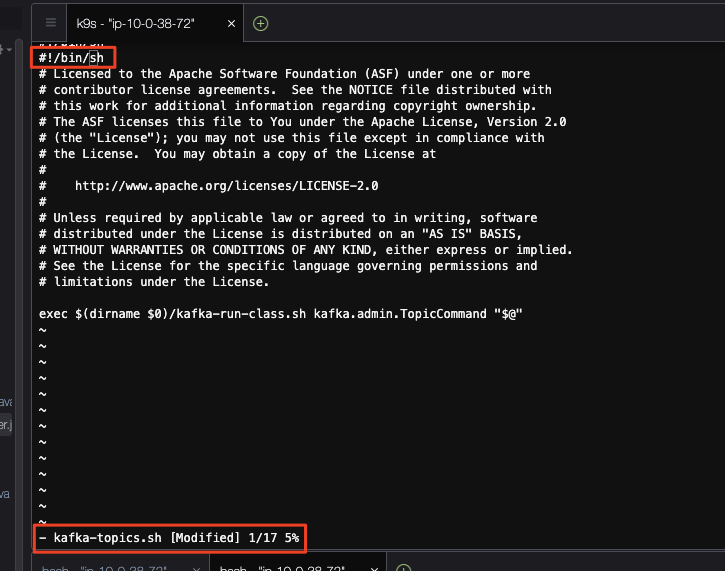 k9s - "ip-10-0-38-72"
#!/bin/sh
# Licensed to the Apache Software Foundation (ASF) under one or more
# contributor license agreements.  See the NOTICE file distributed with
# this work for additional information regarding copyright ownership.
# The ASF licenses this file to You under the Apache License, Version 2.0
# (the "License"); you may not use this file except in compliance with
# the License.  You may obtain a copy of the License at
#
#    http://www.apache.org/licenses/LICENSE-2.0
#
# Unless required by applicable law or agreed to in writing, software
# distributed under the License is distributed on an "AS IS" BASIS,
# WITHOUT WARRANTIES OR CONDITIONS OF ANY KIND, either express or implied.
# See the License for the specific language governing permissions and
# limitations under the License.
exec $(dirname $0)/kafka-run-class.sh kafka.admin.TopicCommand "$@"
~
~
~
~
~
~
~
~
~
~
~
~
~
- kafka-topics.sh [Modified] 1/17 5%